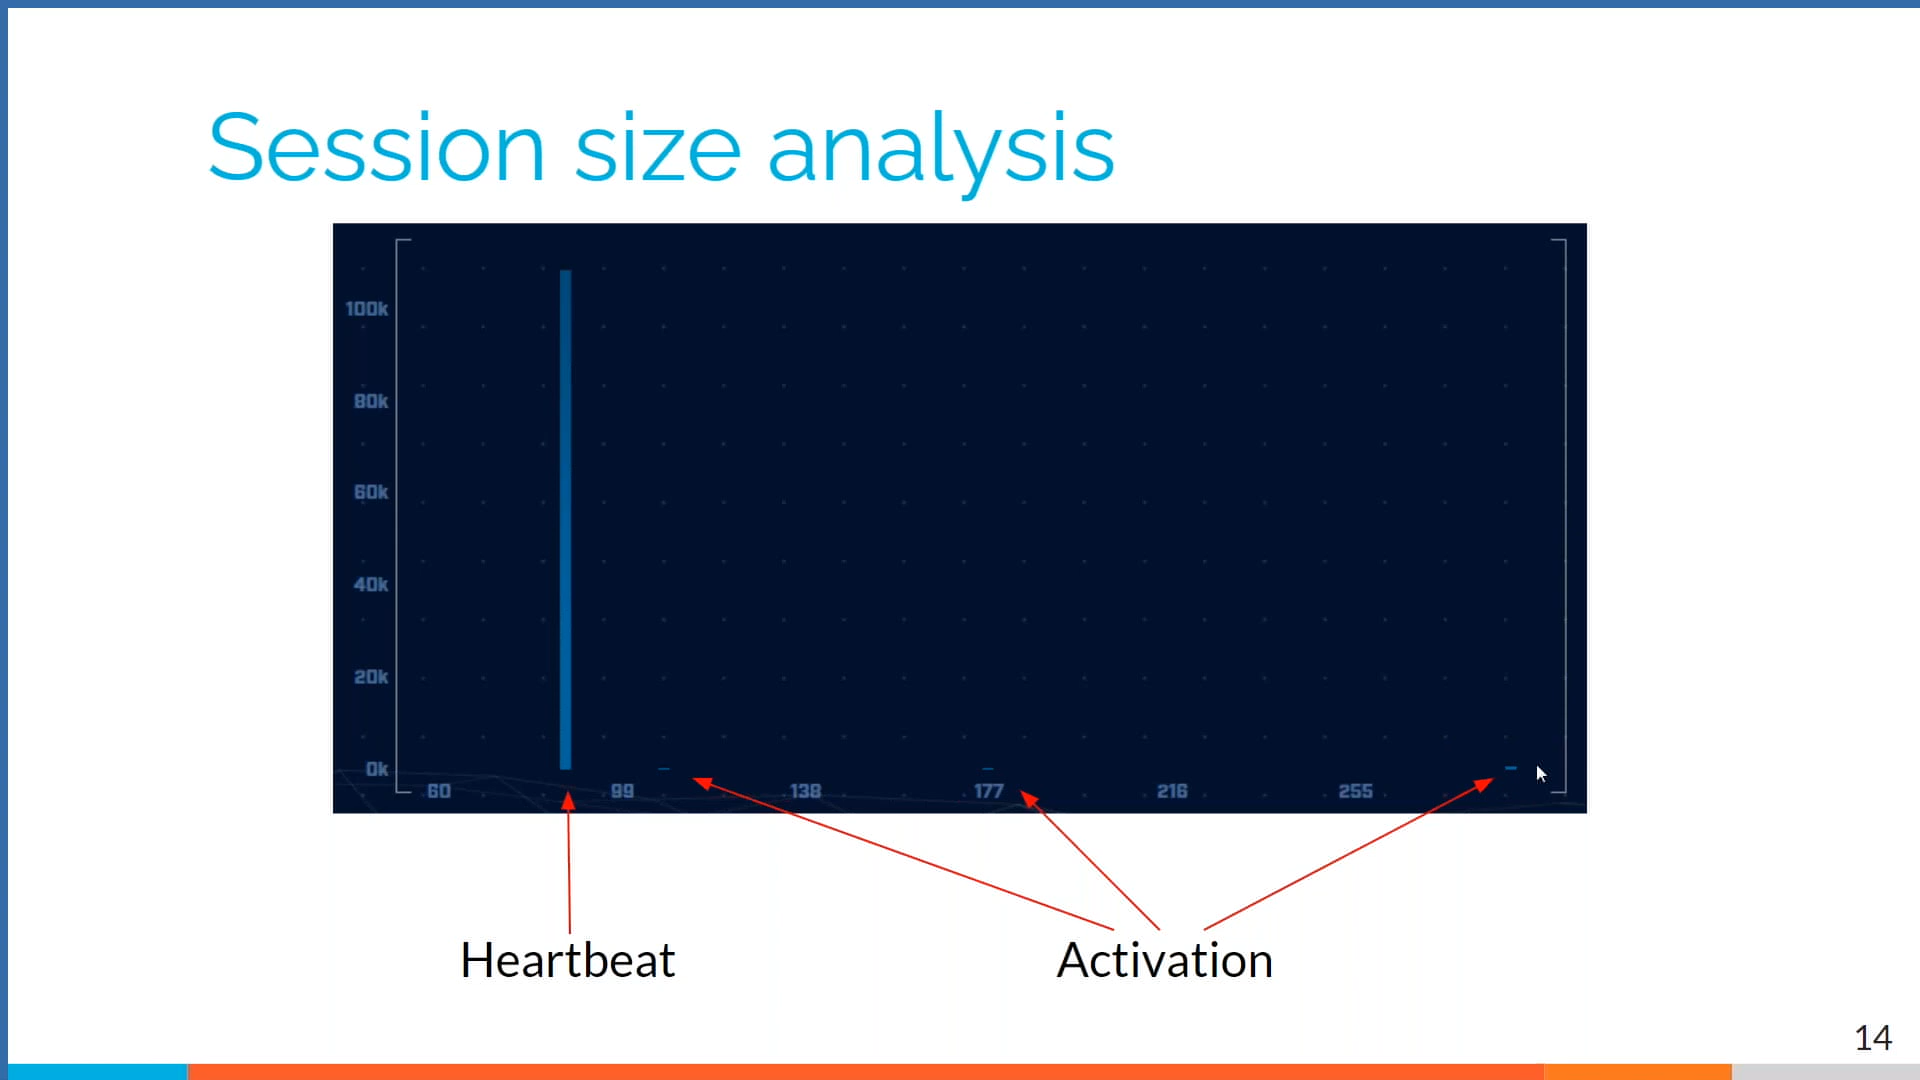 Session size analysis
100k
80k
60k
40k
20k
0k
60 99 138 177 216 255
Heartbeat Activation
14